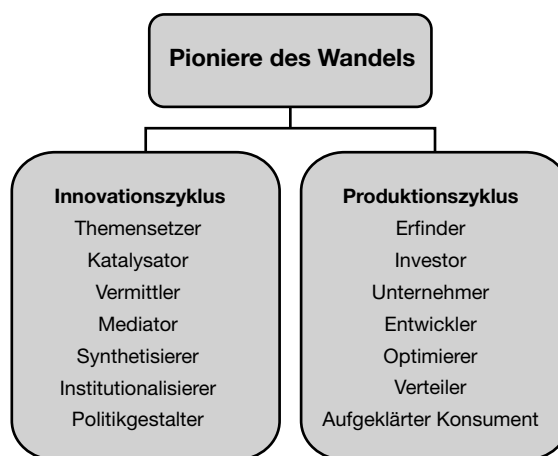 Pioniere des Wandels
Innovationszyklus
Themensetzer
Katalysator
Vermittler
Mediator
Synthetisierer
Institutionalisierer
Politikgestalter
Produktionszyklus
Erfinder
Investor
Unternehmer
Entwickler
Optimierer
Verteiler
Aufgeklärter Konsument